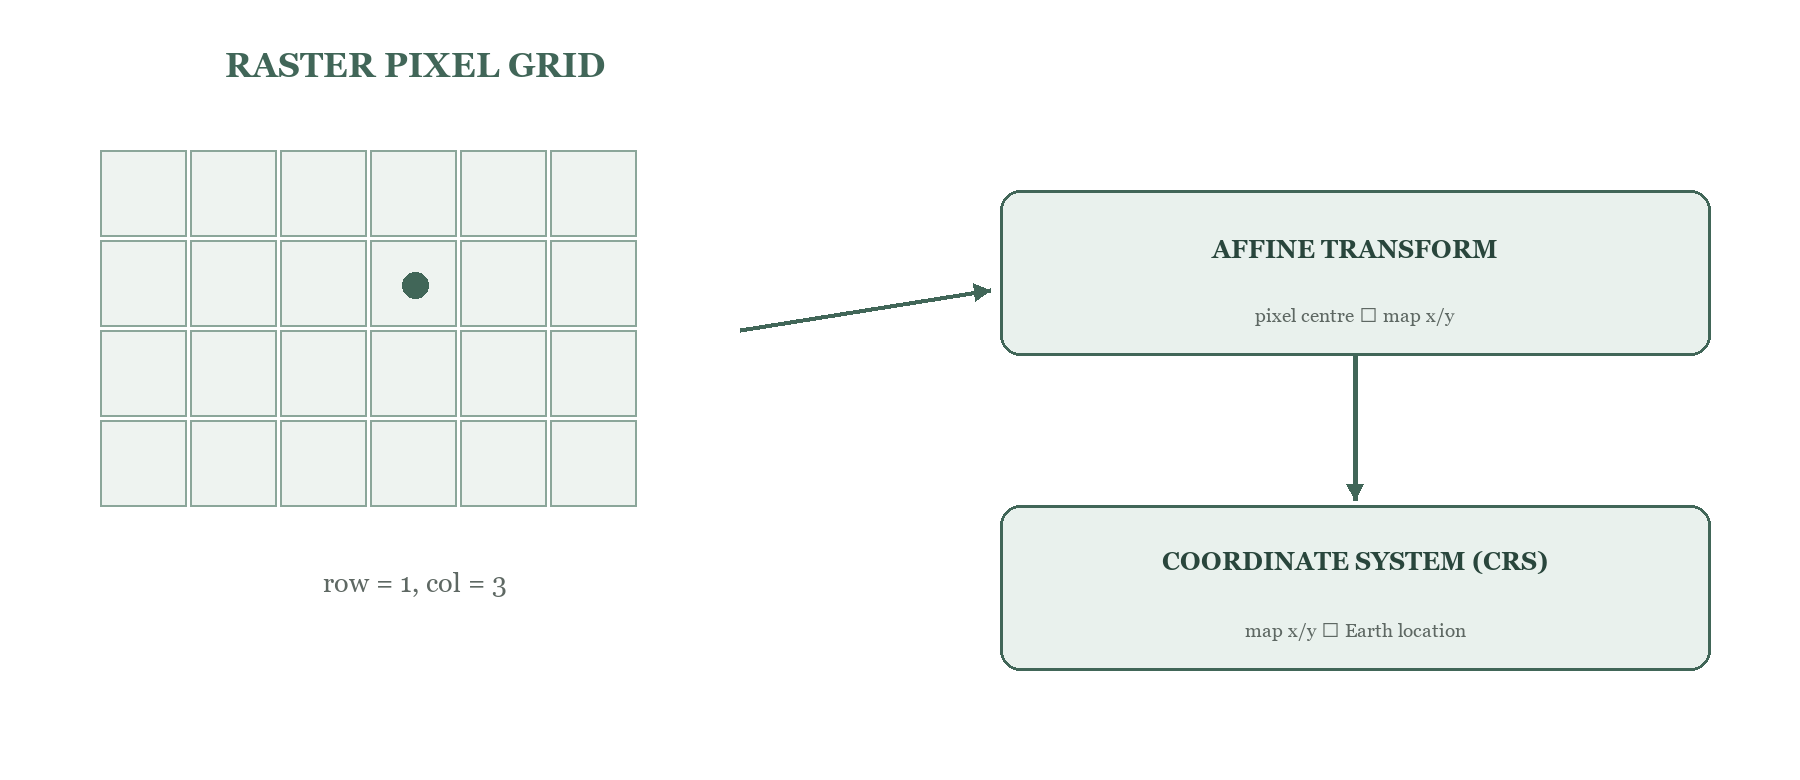 RASTER PIXEL GRID
row = 1, col = 3
AFFINE TRANSFORM
pixel centre □ map x/y
COORDINATE SYSTEM (CRS)
map x/y □ Earth location